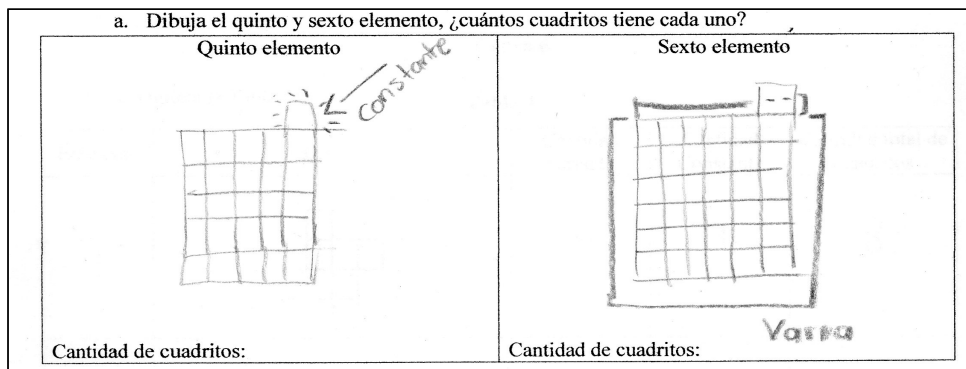 a. Dibuja el quinto y sexto elemento, ¿cuántos cuadritos tiene cada uno?
Quinto elemento
constante
Cantidad de cuadritos:
Sexto elemento
Varía
Cantidad de cuadritos: